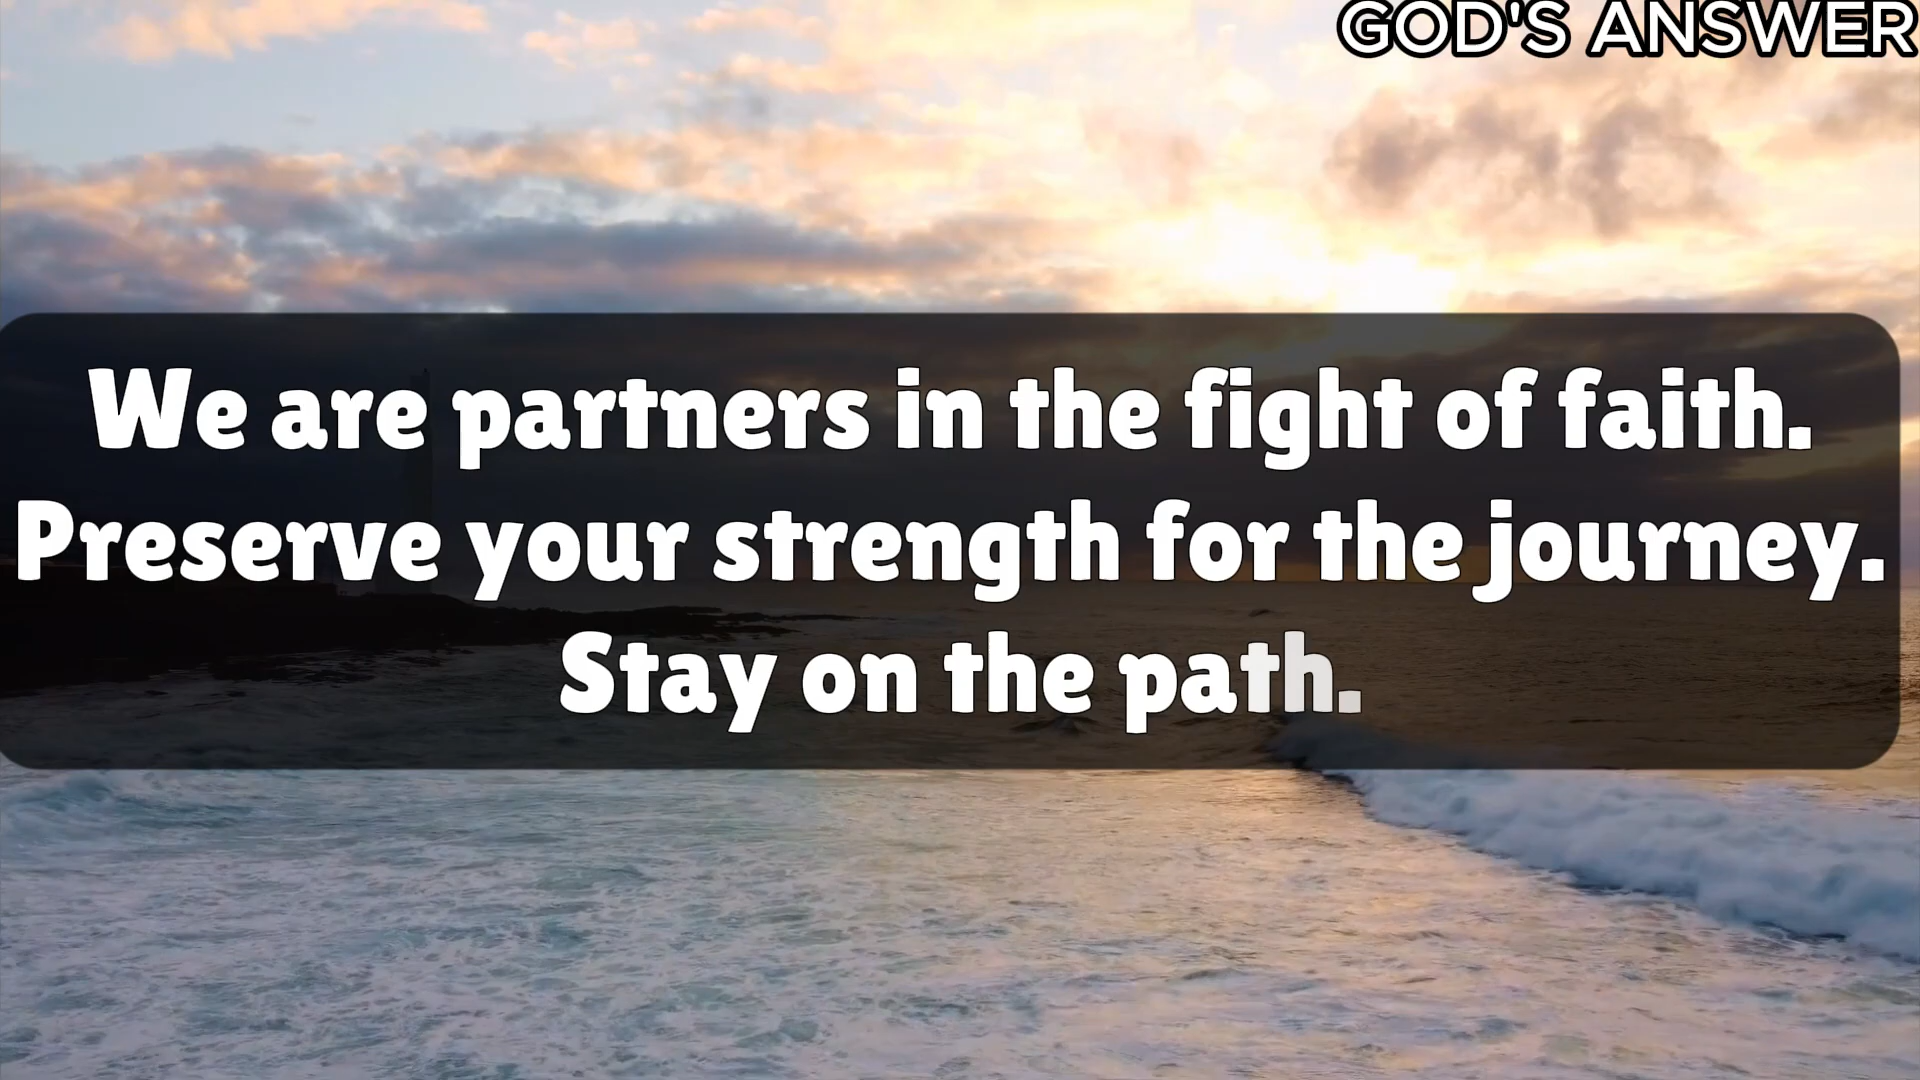 GOD'S ANSWER
We are partners in the fight of faith.
Preserve your strength for the journey.
Stay on the path.